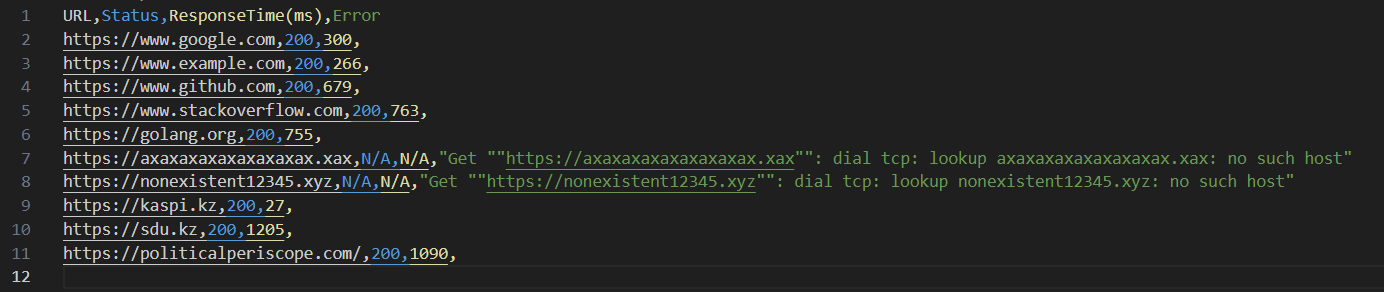 1 URL,Status,ResponseTime(ms),Error
2 https://www.google.com,200,300,
3 https://www.example.com,200,266,
4 https://www.github.com,200,679,
5 https://www.stackoverflow.com,200,763,
6 https://golang.org,200,755,
7 https://axaxaxaxaxaxaxaxax.xax,N/A,N/A,"Get ""https://axaxaxaxaxaxaxaxax.xax"": dial tcp: lookup axaxaxaxaxaxaxaxax.xax: no such host"
8 https://nonexistent12345.xyz,N/A,N/A,"Get ""https://nonexistent12345.xyz"": dial tcp: lookup nonexistent12345.xyz: no such host"
9 https://kaspi.kz,200,27,
10 https://sdu.kz,200,1205,
11 https://politicalperiscope.com/,200,1090,
12